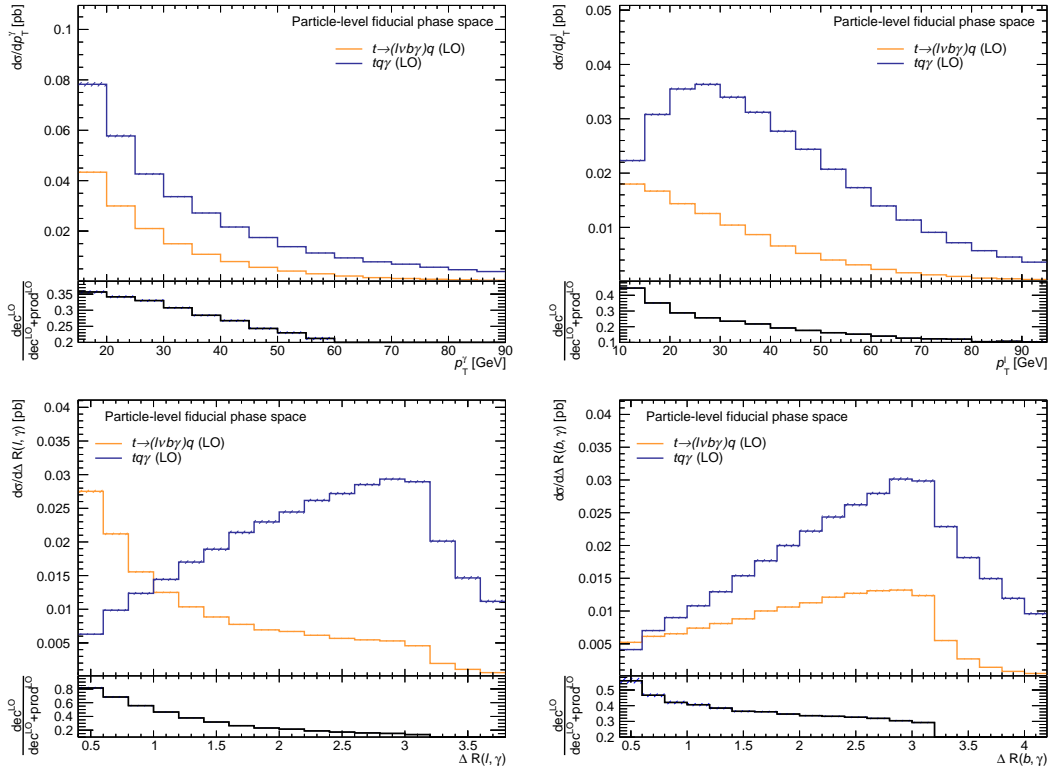 dσ/dp_T^γ [pb]
Particle-level fiducial phase space
t→(lνbγ)q (LO)
tqγ (LO)
0.1
0.08
0.06
0.04
0.02
dec^LO
dec^LO+prod^LO
0.35
0.3
0.25
0.2
20 30 40 50 60 70 80 90
p_T^γ [GeV]
dσ/dp_T^l [pb]
Particle-level fiducial phase space
t→(lνbγ)q (LO)
tqγ (LO)
0.05
0.04
0.03
0.02
0.01
dec^LO
dec^LO+prod^LO
0.4
0.3
0.2
0.1
10 20 30 40 50 60 70 80 90
p_T^l [GeV]
dσ/dΔ R(l, γ) [pb]
Particle-level fiducial phase space
t→(lνbγ)q (LO)
tqγ (LO)
0.04
0.035
0.03
0.025
0.02
0.015
0.01
0.005
dec^LO
dec^LO+prod^LO
0.8
0.6
0.4
0.2
0.5 1 1.5 2 2.5 3 3.5
Δ R(l, γ)
dσ/dΔ R(b, γ) [pb]
Particle-level fiducial phase space
t→(lνbγ)q (LO)
tqγ (LO)
0.04
0.035
0.03
0.025
0.02
0.015
0.01
0.005
dec^LO
dec^LO+prod^LO
0.5
0.4
0.3
0.2
0.5 1 1.5 2 2.5 3 3.5 4
Δ R(b, γ)